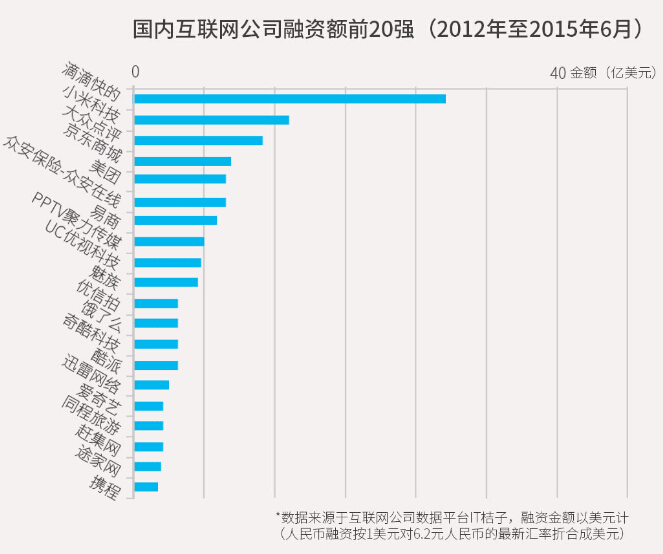 国内互联网公司融资额前20强（2012年至2015年6月）
0
40 金额（亿美元）
滴滴快的
小米科技
大众点评
京东商城
美团
众安保险-众安在线
易商
PPTV聚力传媒
UC优视科技
魅族
优信拍
饿了么
奇酷科技
酷派
迅雷网络
爱奇艺
同程旅游
赶集网
途家网
携程
*数据来源于互联网公司数据平台IT桔子，融资金额以美元计
（人民币融资按1美元对6.2元人民币的最新汇率折合成美元）